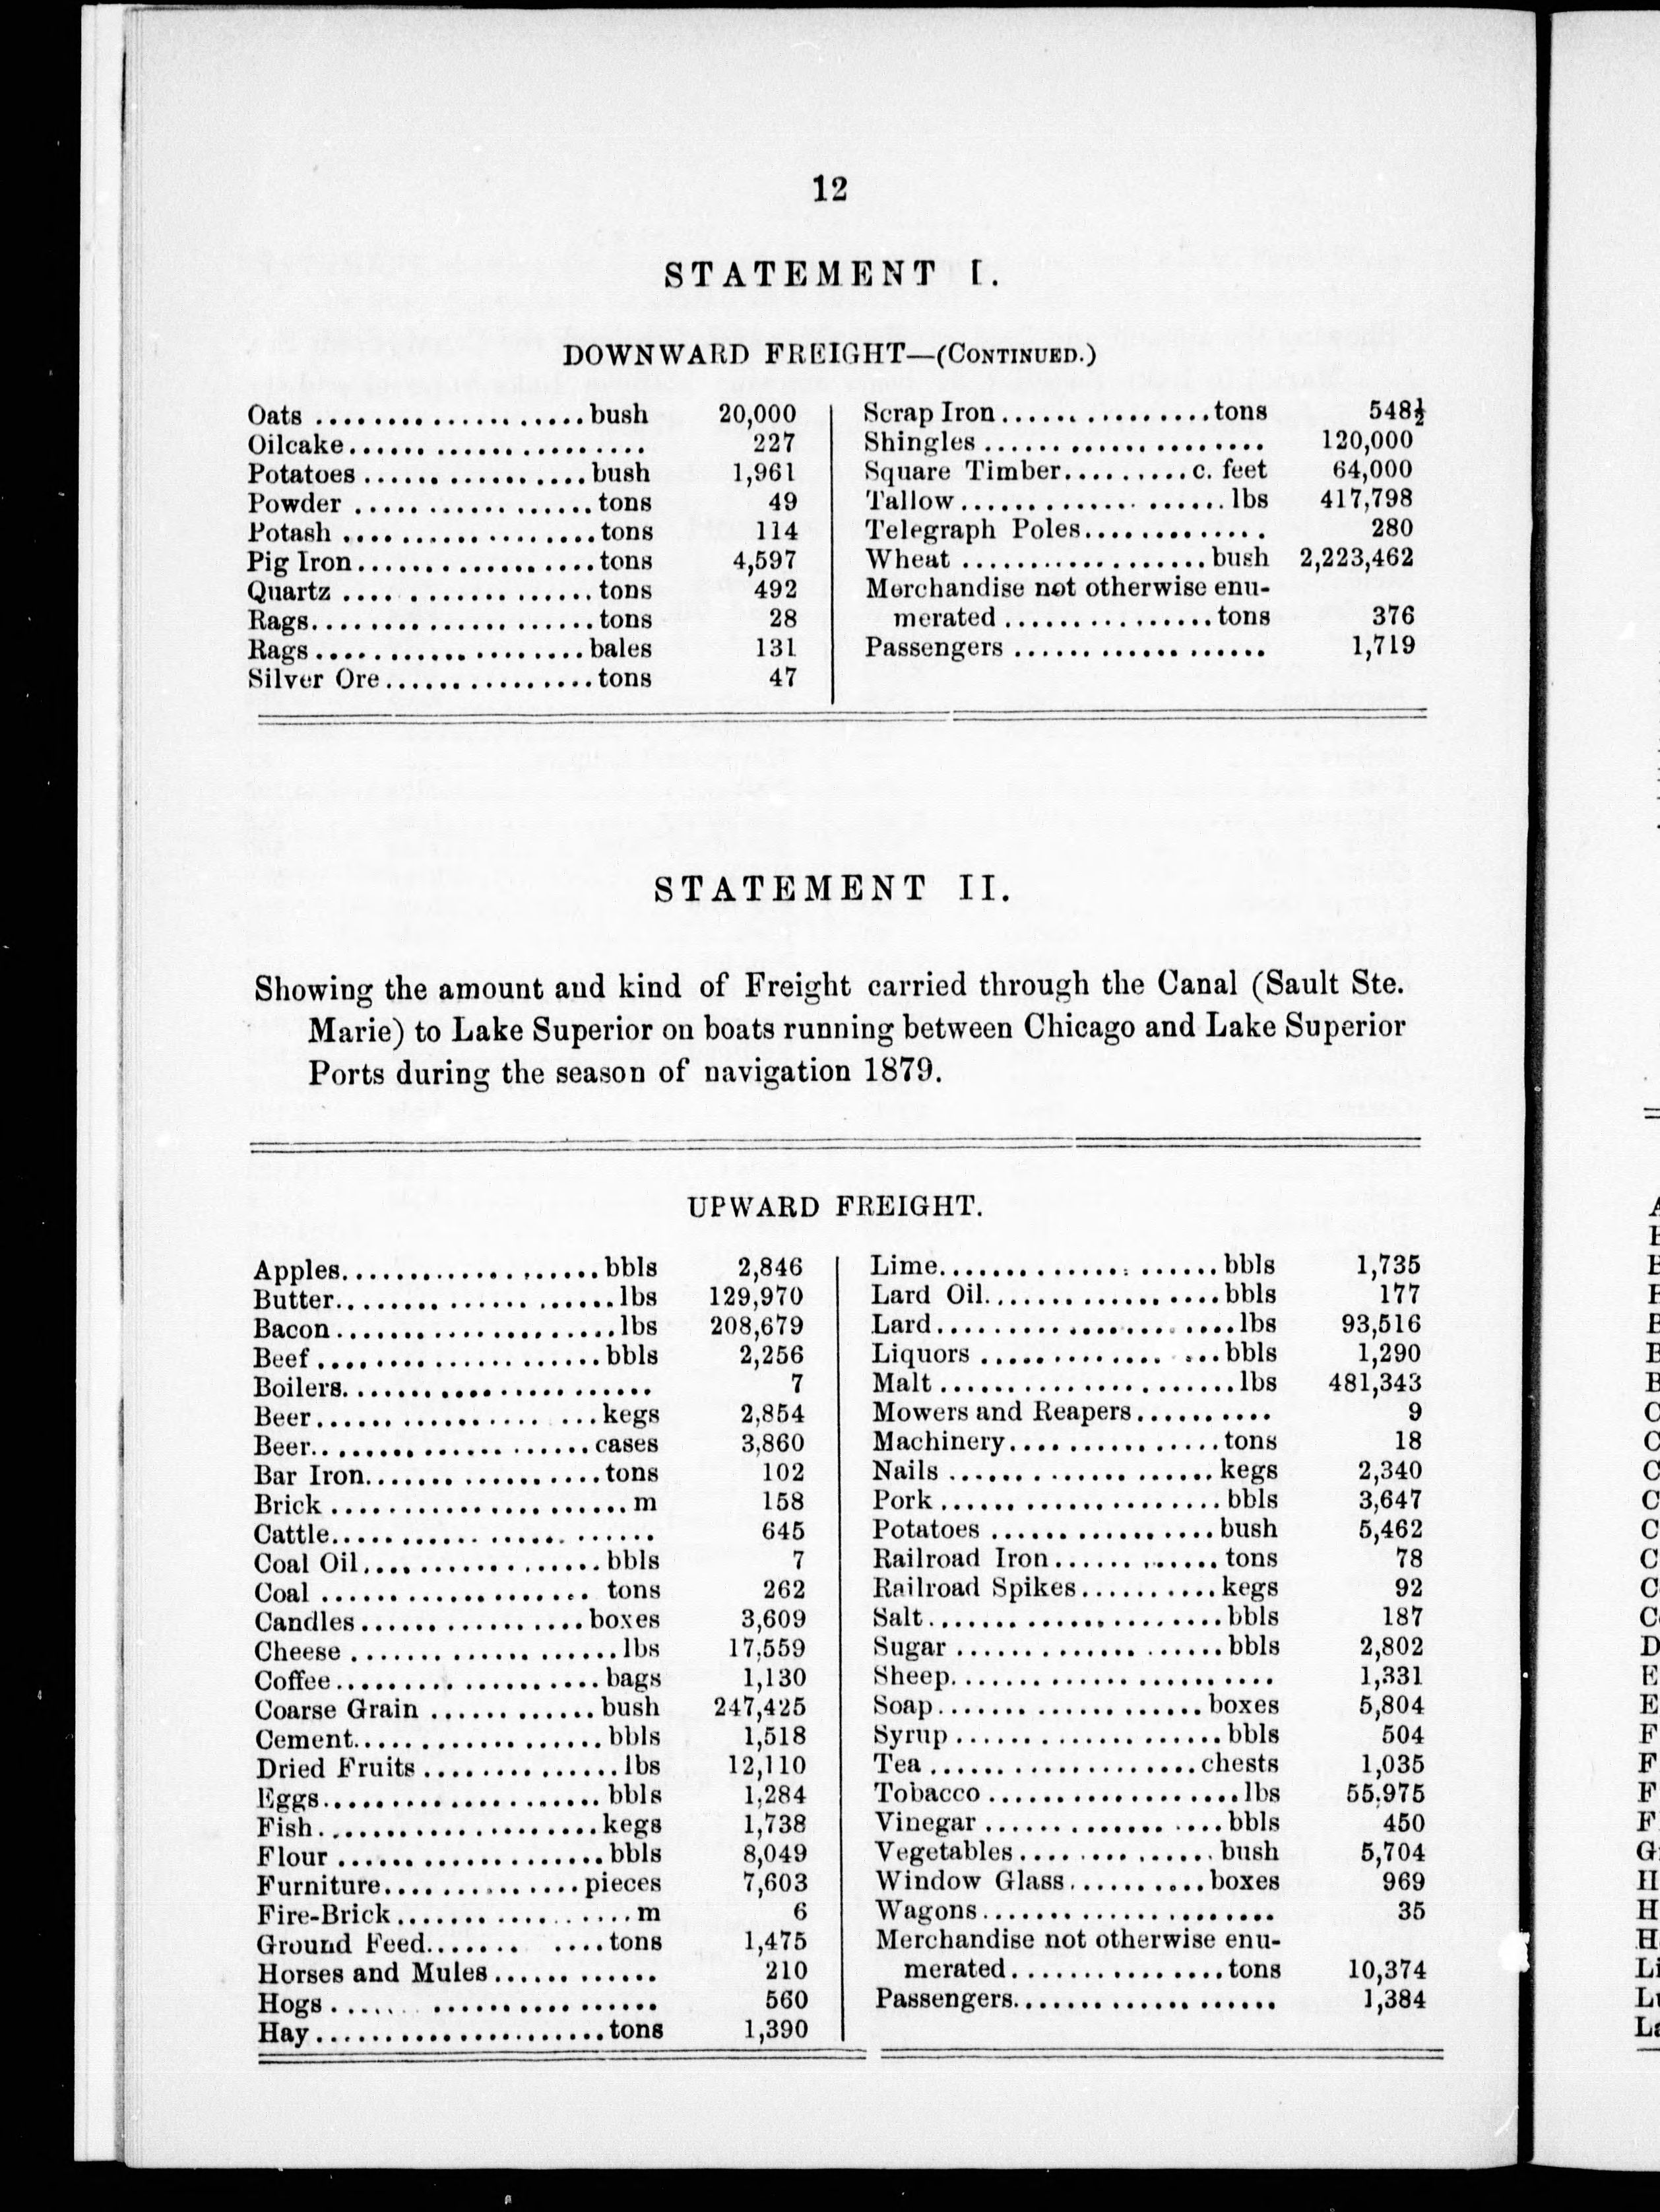 12
STATEMENT I.
DOWNWARD FREIGHT—(CONTINUED.)
Oats .................... bush 20,000
Oilcake.................... 227
Potatoes ................ bush 1,961
Powder ................. tons 49
Potash .................. tons 114
Pig Iron................. tons 4,597
Quartz .................. tons 492
Rags.................... tons 28
Rags................... bales 131
Silver Ore............... tons 47
Scrap Iron............... tons 548½
Shingles .................... 120,000
Square Timber......... c. feet 64,000
Tallow................... lbs 417,798
Telegraph Poles.............. 280
Wheat .................. bush 2,223,462
Merchandise not otherwise enu-
merated ................ tons 376
Passengers .................. 1,719
STATEMENT II.
Showing the amount and kind of Freight carried through the Canal (Sault Ste.
Marie) to Lake Superior on boats running between Chicago and Lake Superior
Ports during the season of navigation 1879.
UPWARD FREIGHT.
Apples................... bbls 2,846
Butter.................... lbs 129,970
Bacon.................... lbs 208,679
Beef .................... bbls 2,256
Boilers...................... 7
Beer.................... kegs 2,854
Beer.................... cases 3,860
Bar Iron................. tons 102
Brick ...................... m 158
Cattle...................... 645
Coal Oil................. bbls 7
Coal .................... tons 262
Candles................ boxes 3,609
Cheese ................... lbs 17,559
Coffee................... bags 1,130
Coarse Grain ............ bush 247,425
Cement.................. bbls 1,518
Dried Fruits.............. lbs 12,110
Eggs.................... bbls 1,284
Fish.................... kegs 1,738
Flour ................... bbls 8,049
Furniture.............. pieces 7,603
Fire-Brick................. m 6
Ground Feed............. tons 1,475
Horses and Mules............ 210
Hogs....................... 560
Hay..................... tons 1,390
Lime.................... bbls 1,735
Lard Oil................. bbls 177
Lard..................... lbs 93,516
Liquors ................. bbls 1,290
Malt..................... lbs 481,343
Mowers and Reapers.......... 9
Machinery................ tons 18
Nails ................... kegs 2,340
Pork.................... bbls 3,647
Potatoes ................ bush 5,462
Railroad Iron............ tons 78
Railroad Spikes.......... kegs 92
Salt..................... bbls 187
Sugar ................... bbls 2,802
Sheep....................... 1,331
Soap................... boxes 5,804
Syrup................... bbls 504
Tea................... chests 1,035
Tobacco .................. lbs 55,975
Vinegar ................. bbls 450
Vegetables.............. bush 5,704
Window Glass.......... boxes 969
Wagons..................... 35
Merchandise not otherwise enu-
merated................ tons 10,374
Passengers................... 1,384